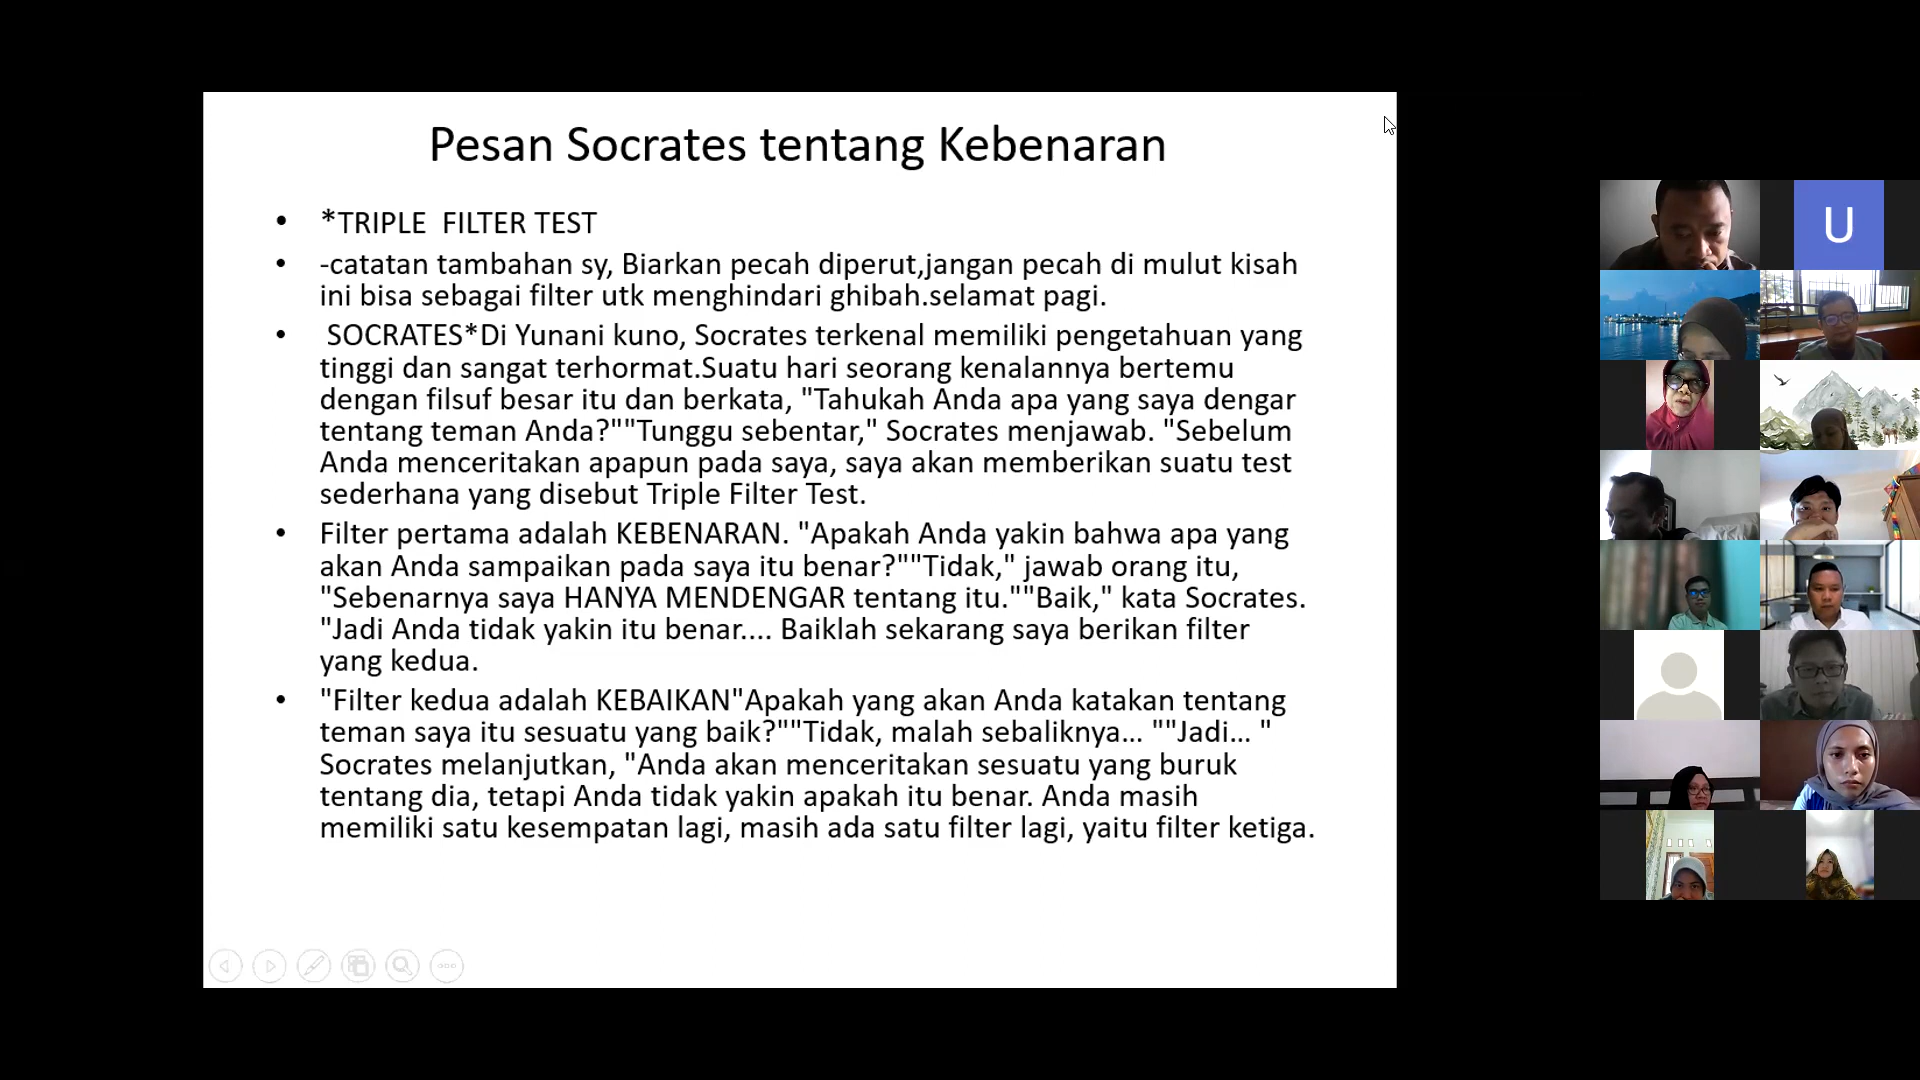 Pesan Socrates tentang Kebenaran
• *TRIPLE  FILTER TEST
• -catatan tambahan sy, Biarkan pecah diperut,jangan pecah di mulut kisah
ini bisa sebagai filter utk menghindari ghibah.selamat pagi.
• SOCRATES*Di Yunani kuno, Socrates terkenal memiliki pengetahuan yang
tinggi dan sangat terhormat.Suatu hari seorang kenalannya bertemu
dengan filsuf besar itu dan berkata, "Tahukah Anda apa yang saya dengar
tentang teman Anda?""Tunggu sebentar," Socrates menjawab. "Sebelum
Anda menceritakan apapun pada saya, saya akan memberikan suatu test
sederhana yang disebut Triple Filter Test.
• Filter pertama adalah KEBENARAN. "Apakah Anda yakin bahwa apa yang
akan Anda sampaikan pada saya itu benar?""Tidak," jawab orang itu,
"Sebenarnya saya HANYA MENDENGAR tentang itu.""Baik," kata Socrates.
"Jadi Anda tidak yakin itu benar.... Baiklah sekarang saya berikan filter
yang kedua.
• "Filter kedua adalah KEBAIKAN"Apakah yang akan Anda katakan tentang
teman saya itu sesuatu yang baik?""Tidak, malah sebaliknya... ""Jadi... "
Socrates melanjutkan, "Anda akan menceritakan sesuatu yang buruk
tentang dia, tetapi Anda tidak yakin apakah itu benar. Anda masih
memiliki satu kesempatan lagi, masih ada satu filter lagi, yaitu filter ketiga.
U